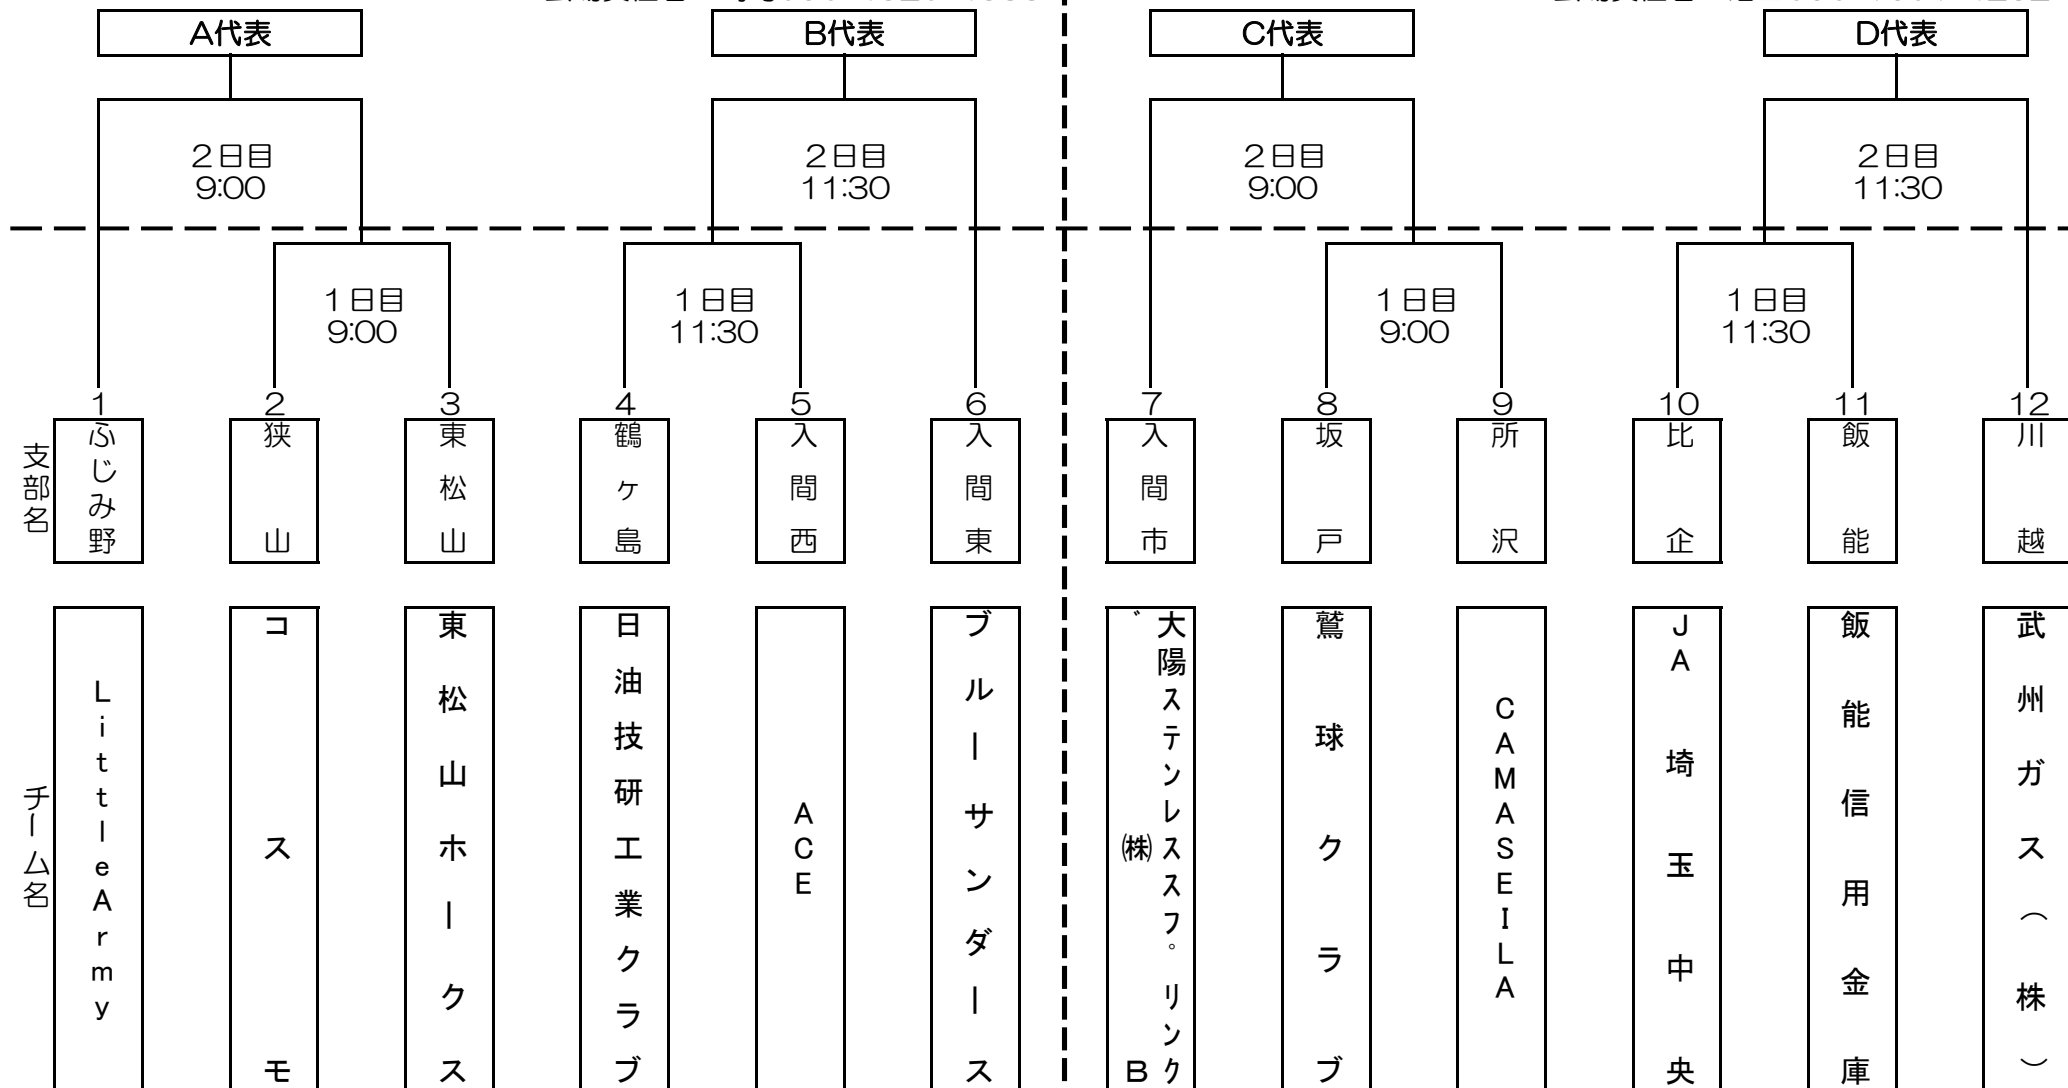 A代表
B代表
C代表
D代表
2日目
9:00
2日目
11:30
2日目
9:00
2日目
11:30
1日目
9:00
1日目
11:30
1日目
9:00
1日目
11:30
1
2
3
4
5
6
7
8
9
10
11
12
支部名
ふじみ野
狭山
東松山
鶴ヶ島
入間西
入間東
入間市
坂戸
所沢
比企
飯能
川越
チーム名
LittleArmy
コスモ
東松山ホークス
日油技研工業クラブ
ACE
ブルーサンダース
大陽ステンレススプリンク
゛㈱B
鷲球クラブ
CAMASEILA
JA埼玉中央
飯能信用金庫
武州ガス(株)